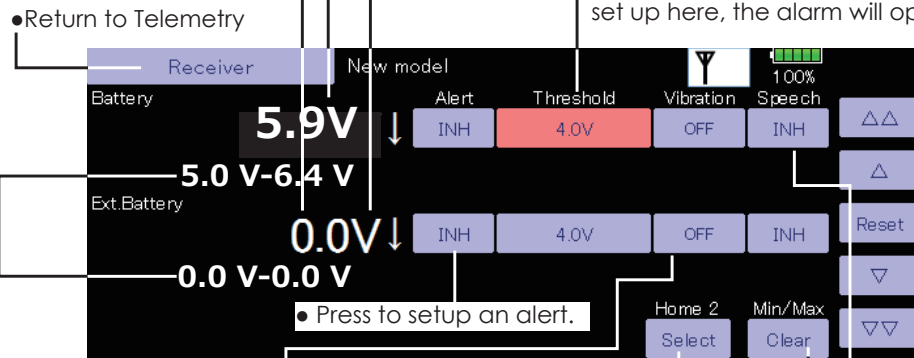 set up here, the alarm will op
●Return to Telemetry
Receiver New model 100%
Battery Alert Threshold Vibration Speech
5.9V ↓ INH 4.0V OFF INH △△
5.0 V-6.4 V △
Ext.Battery
0.0V ↓ INH 4.0V OFF INH Reset
0.0 V-0.0 V ▽
● Press to setup an alert.
Home 2 Min/Max
Select Clear ▽▽